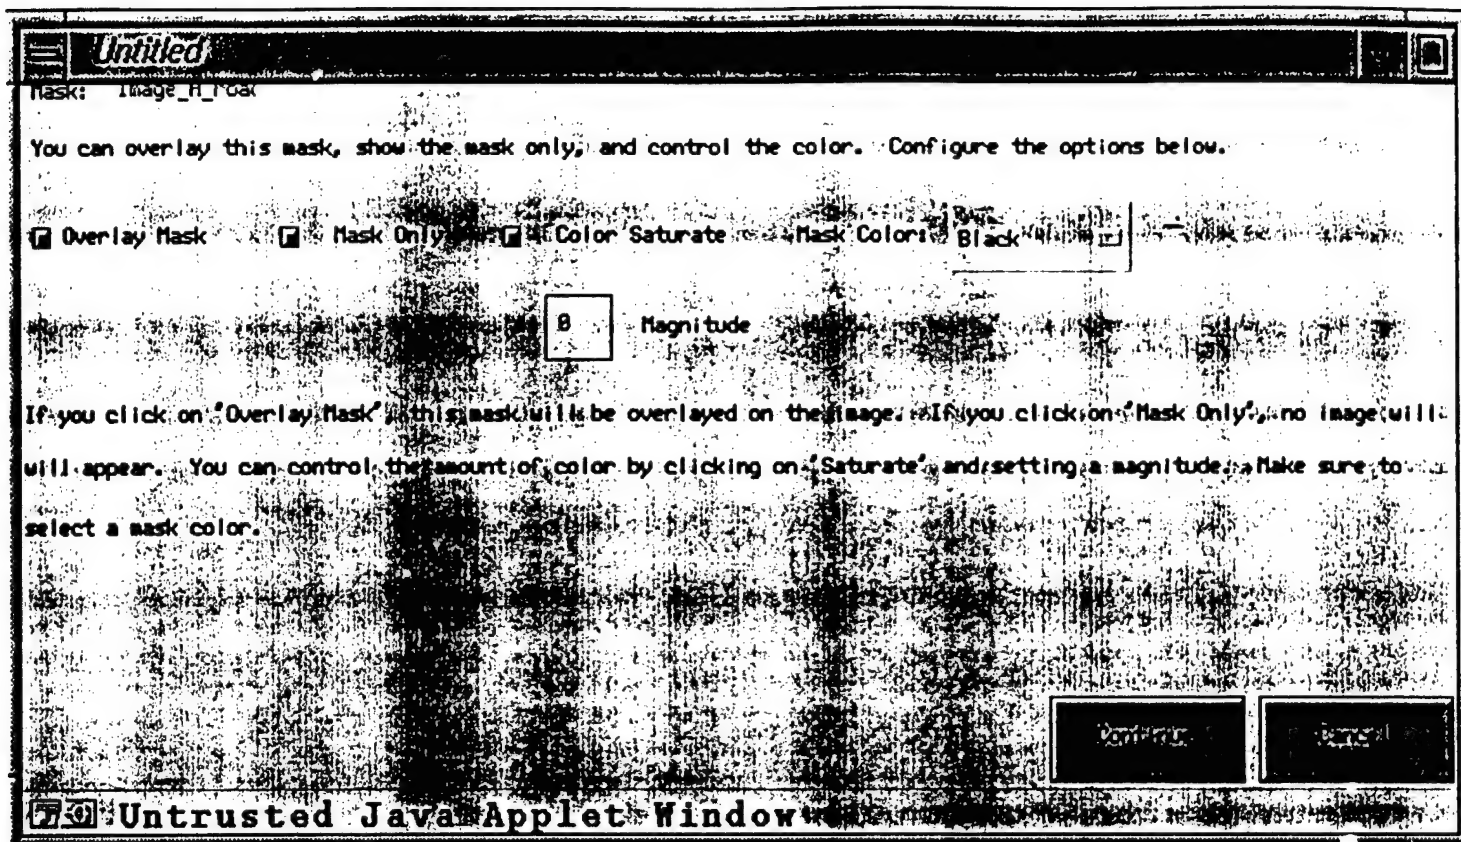 Untitled
Mask:
You can overlay this mask, show the mask only, and control the color. Configure the options below.
Overlay Mask Mask Only Color Saturate Mask Color: Black
0 Magnitude
If you click on "Overlay Mask", this mask will be overlayed on the image. If you click on "Mask Only", no image will
will appear. You can control the amount of color by clicking on "Saturate" and setting a magnitude. Make sure to
select a mask color.
Continue Cancel
Untrusted Java Applet Window